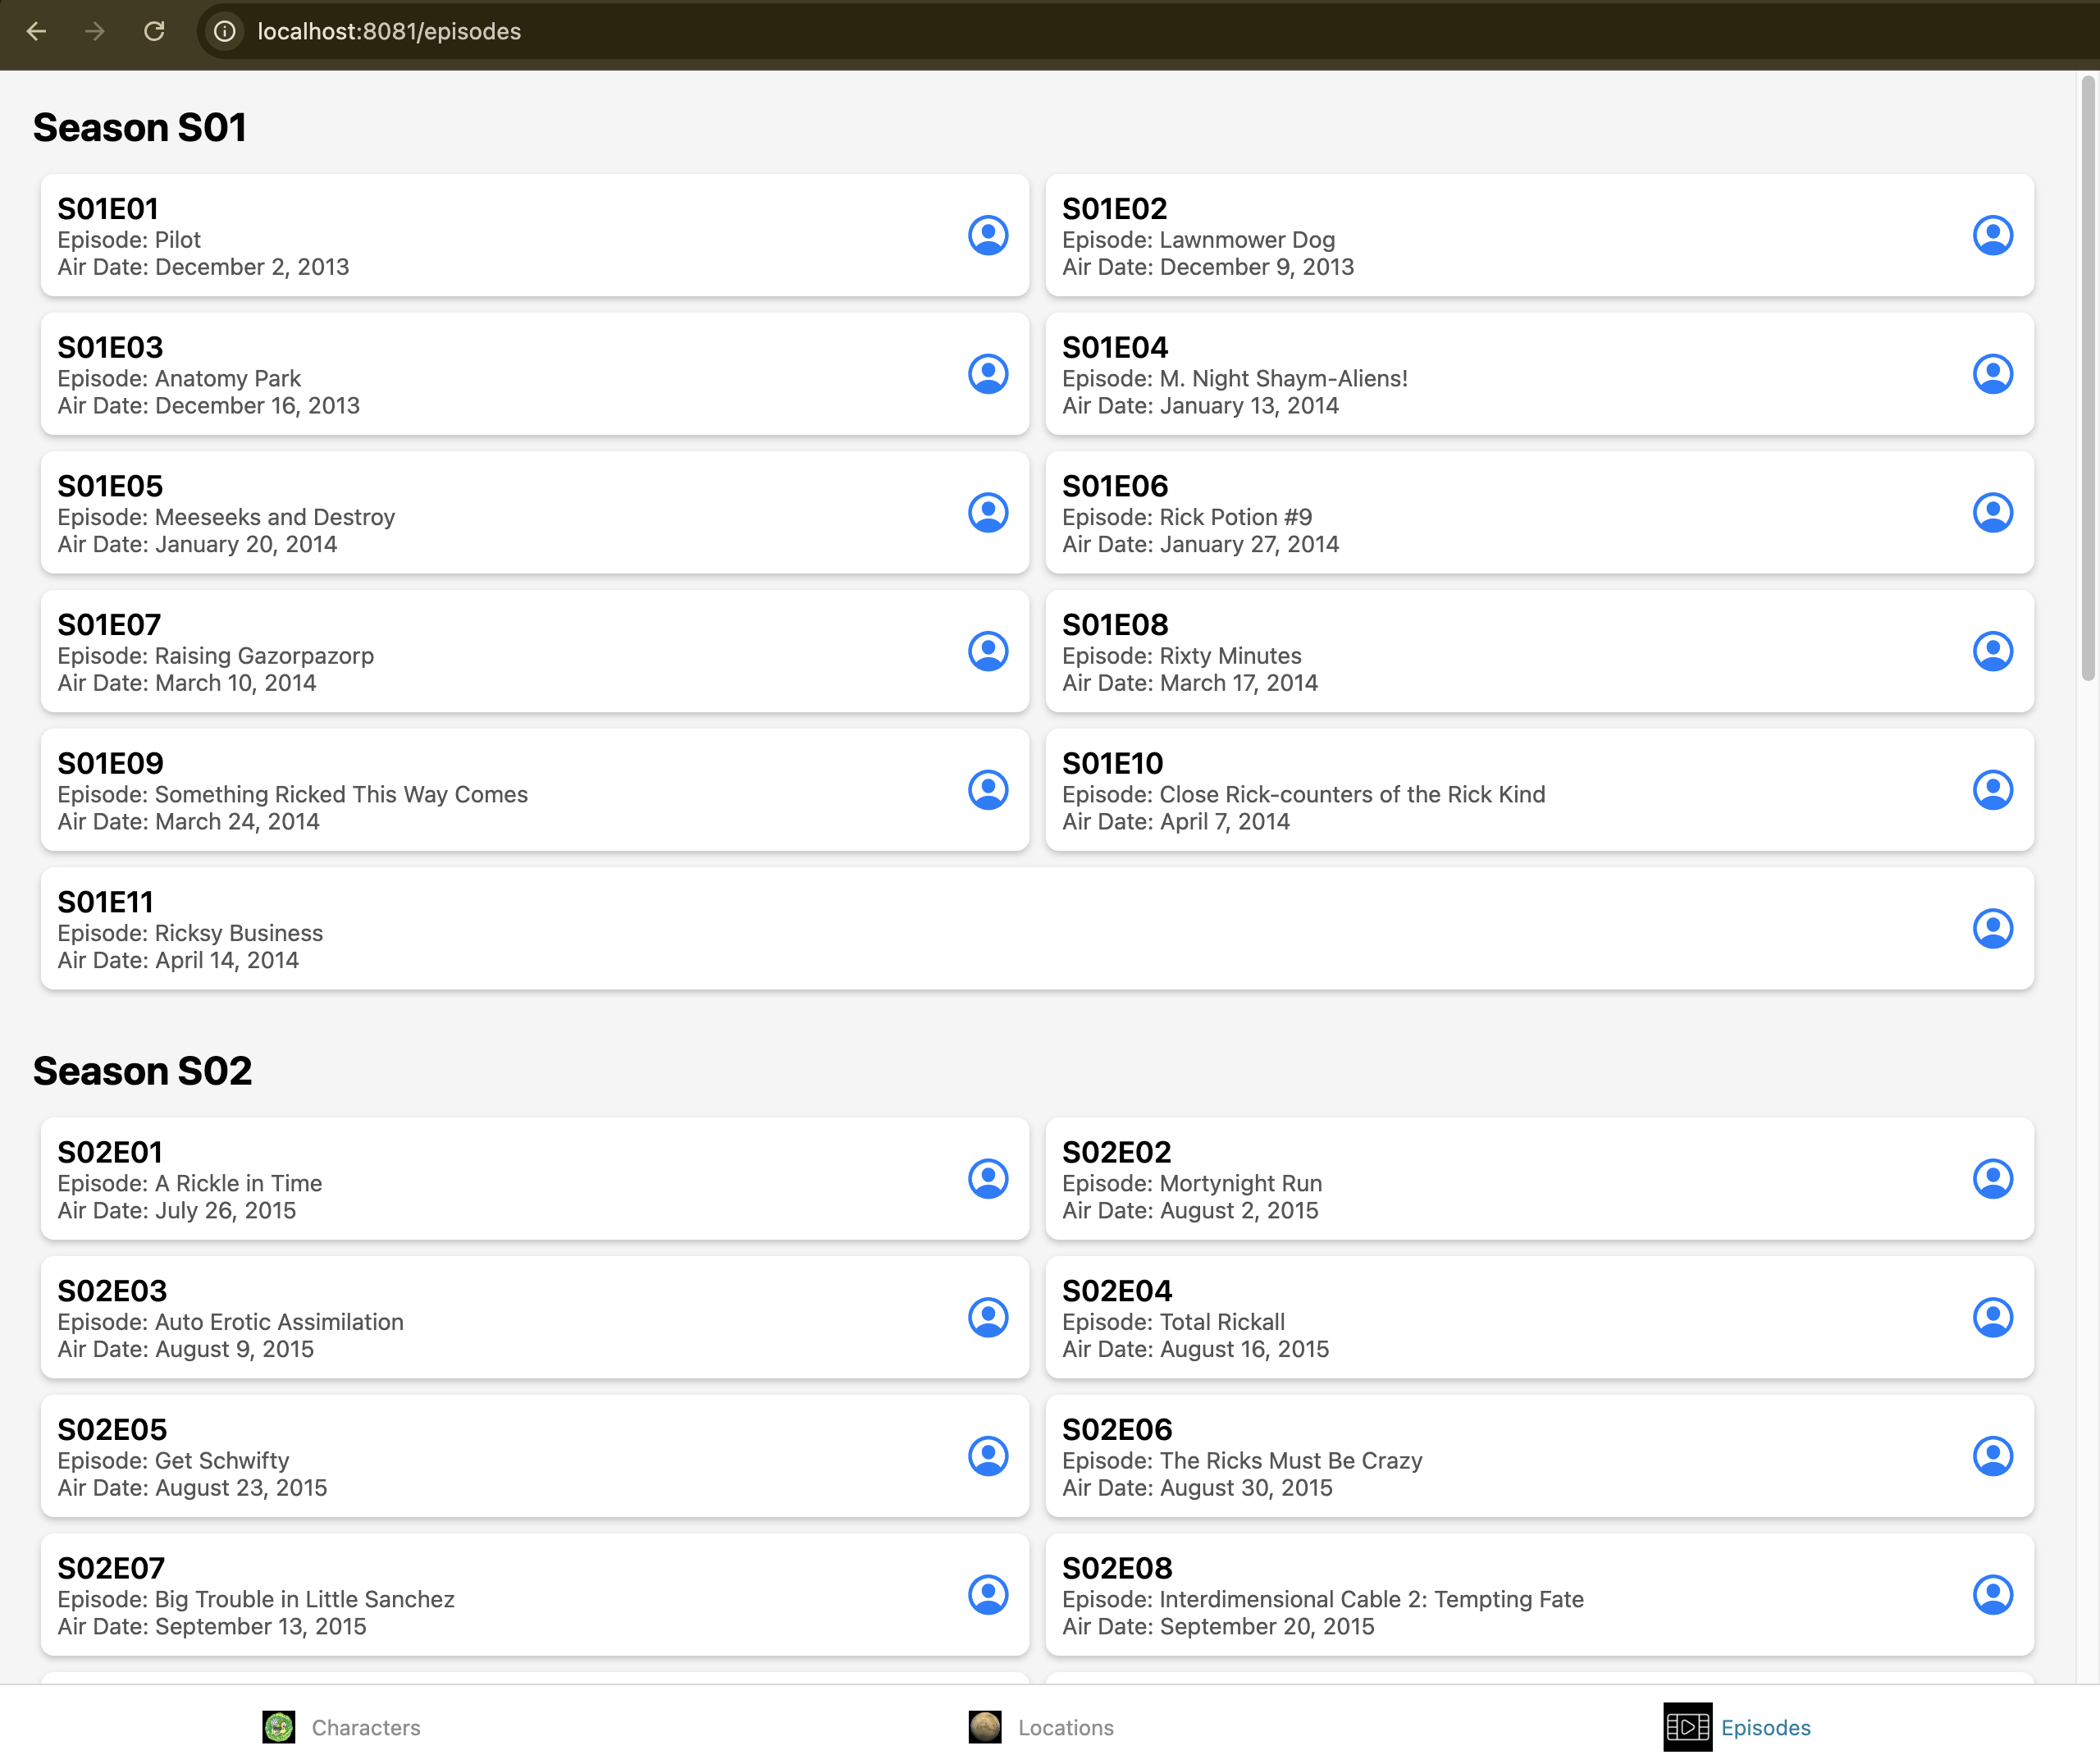 localhost:8081/episodes
Season S01
S01E01
Episode: Pilot
Air Date: December 2, 2013
S01E02
Episode: Lawnmower Dog
Air Date: December 9, 2013
S01E03
Episode: Anatomy Park
Air Date: December 16, 2013
S01E04
Episode: M. Night Shaym-Aliens!
Air Date: January 13, 2014
S01E05
Episode: Meeseeks and Destroy
Air Date: January 20, 2014
S01E06
Episode: Rick Potion #9
Air Date: January 27, 2014
S01E07
Episode: Raising Gazorpazorp
Air Date: March 10, 2014
S01E08
Episode: Rixty Minutes
Air Date: March 17, 2014
S01E09
Episode: Something Ricked This Way Comes
Air Date: March 24, 2014
S01E10
Episode: Close Rick-counters of the Rick Kind
Air Date: April 7, 2014
S01E11
Episode: Ricksy Business
Air Date: April 14, 2014
Season S02
S02E01
Episode: A Rickle in Time
Air Date: July 26, 2015
S02E02
Episode: Mortynight Run
Air Date: August 2, 2015
S02E03
Episode: Auto Erotic Assimilation
Air Date: August 9, 2015
S02E04
Episode: Total Rickall
Air Date: August 16, 2015
S02E05
Episode: Get Schwifty
Air Date: August 23, 2015
S02E06
Episode: The Ricks Must Be Crazy
Air Date: August 30, 2015
S02E07
Episode: Big Trouble in Little Sanchez
Air Date: September 13, 2015
S02E08
Episode: Interdimensional Cable 2: Tempting Fate
Air Date: September 20, 2015
Characters
Locations
Episodes